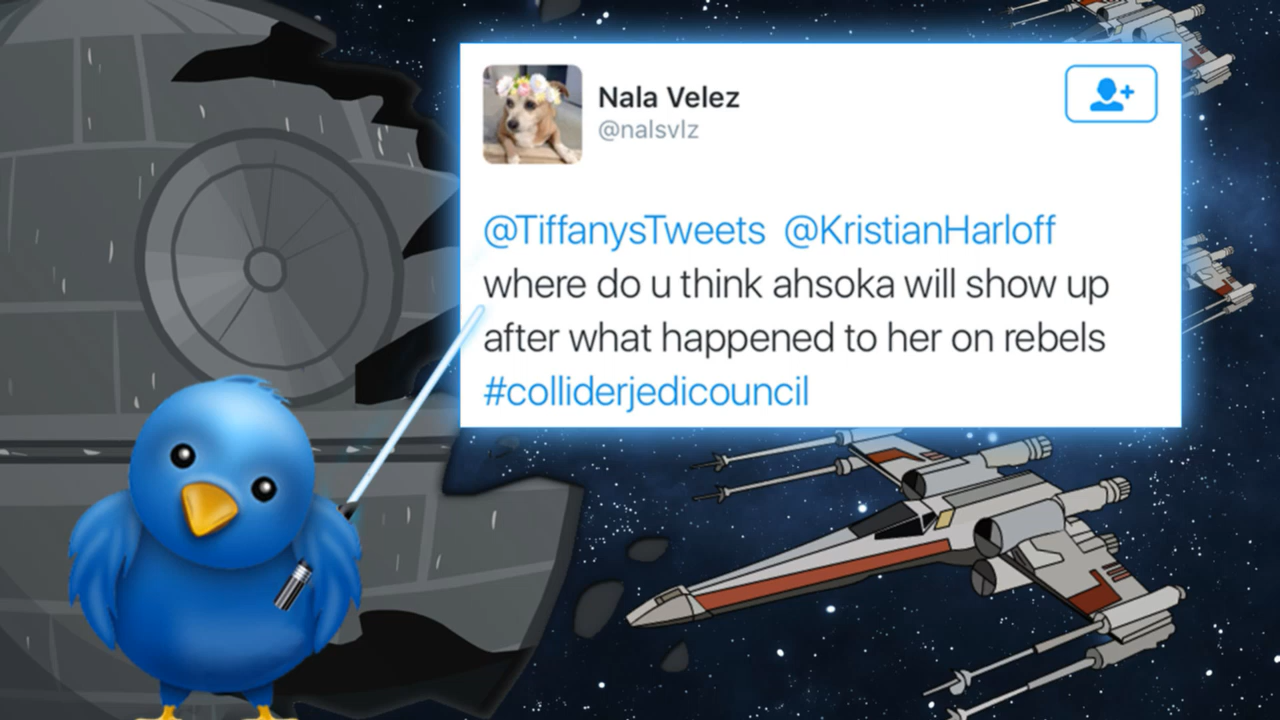 Nala Velez
@nalsvlz
@TiffanysTweets @KristianHarloff
where do u think ahsoka will show up
after what happened to her on rebels
#colliderjedicouncil